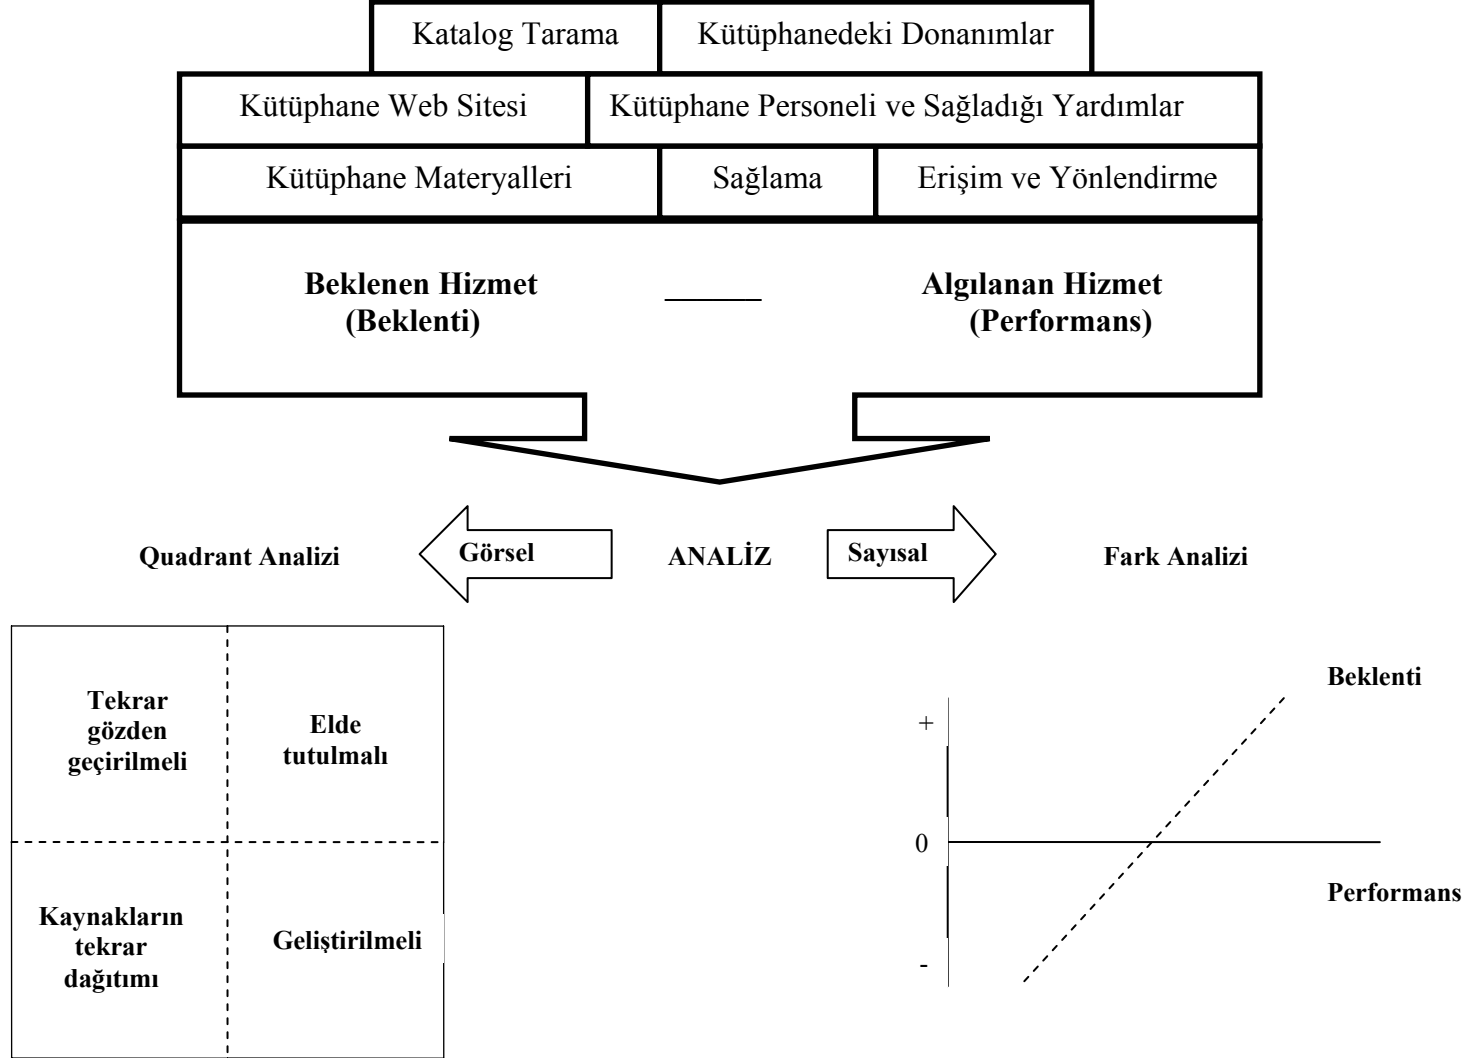 Katalog Tarama
Kütüphanedeki Donanımlar
Kütüphane Web Sitesi
Kütüphane Personeli ve Sağladığı Yardımlar
Kütüphane Materyalleri
Sağlama
Erişim ve Yönlendirme
Beklenen Hizmet
(Beklenti)
Algılanan Hizmet
(Performans)
Quadrant Analizi
Görsel
ANALİZ
Sayısal
Fark Analizi
Tekrar
gözden
geçirilmeli
Elde
tutulmalı
Kaynakların
tekrar
dağıtımı
Geliştirilmeli
Beklenti
+
0
Performans
-